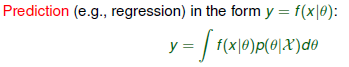 Prediction (e.g., regression) in the form y = f(x|θ):
y = ∫ f(x|θ)p(θ|𝒳)dθ